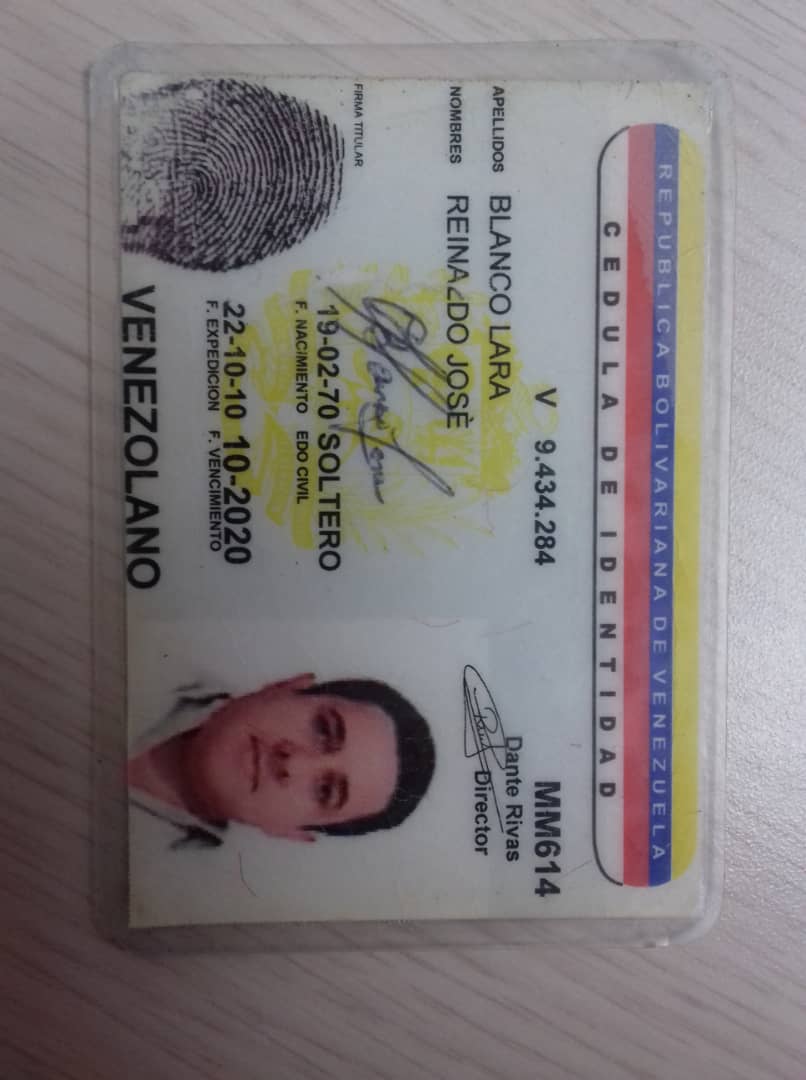 REPUBLICA BOLIVARIANA DE VENEZUELA
CEDULA DE IDENTIDAD
V 9.434.284
MM614
APELLIDOS BLANCO LARA
Dante Rivas
Director
NOMBRES REINALDO JOSÈ
FIRMA TITULAR
19-02-70 SOLTERO
F. NACIMIENTO EDO CIVIL
22-10-10 10-2020
F. EXPEDICION F. VENCIMIENTO
VENEZOLANO